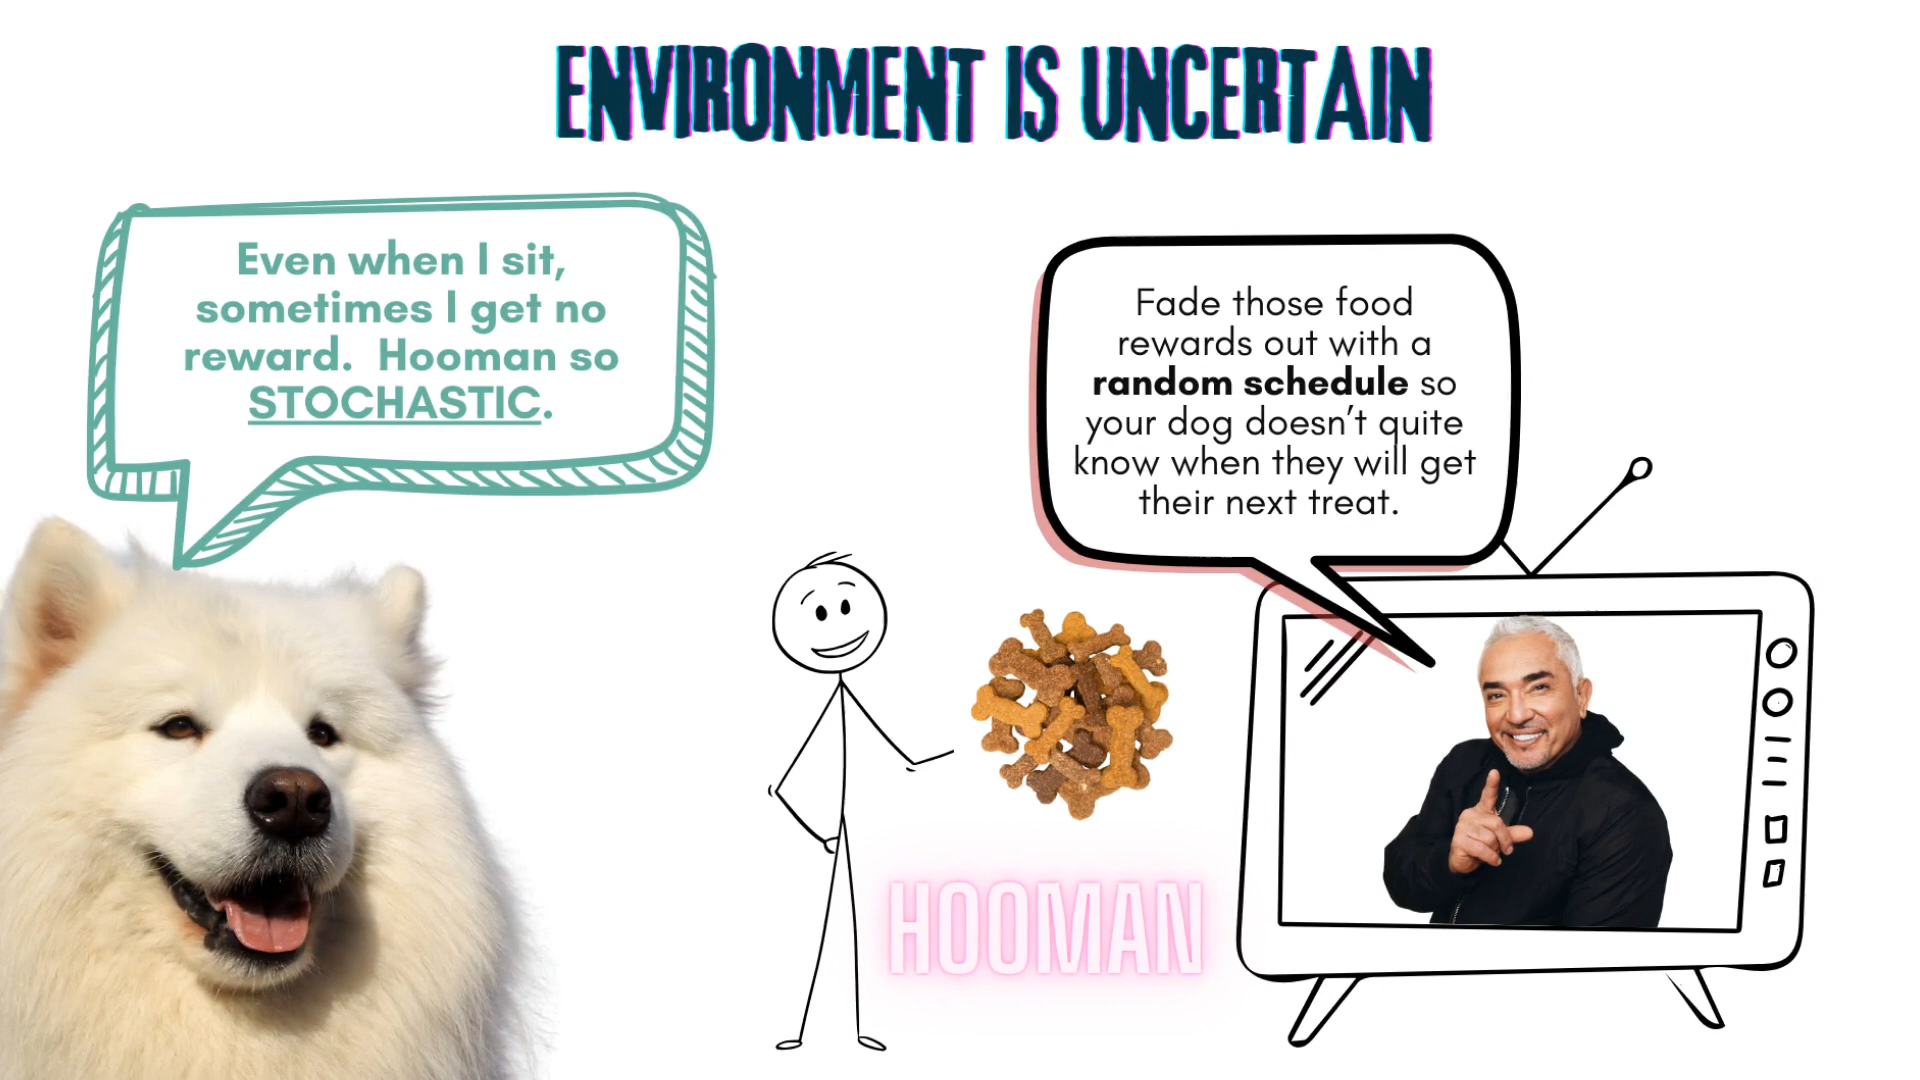 ENVIRONMENT IS UNCERTAIN
Even when I sit,
sometimes I get no
reward.  Hooman so
STOCHASTIC.
Fade those food
rewards out with a
random schedule so
your dog doesn’t quite
know when they will get
their next treat.
HOOMAN